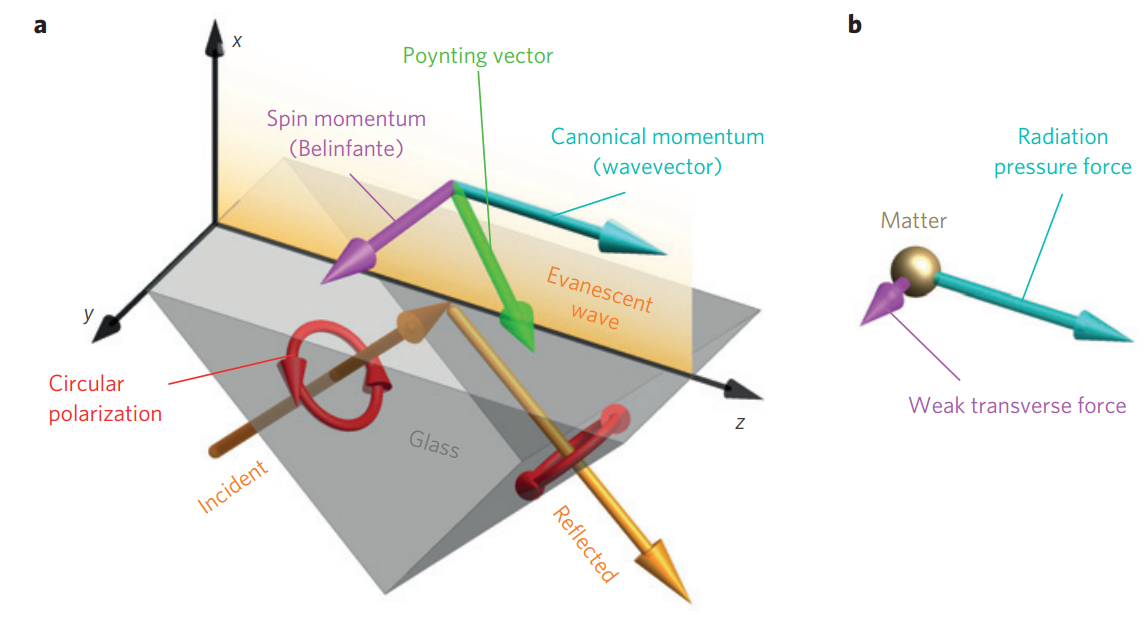 a
x
Poynting vector
Spin momentum
(Belinfante)
Canonical momentum
(wavevector)
y
Evanescent
wave
Circular
polarization
Glass
z
Incident
Reflected
b
Radiation
pressure force
Matter
Weak transverse force